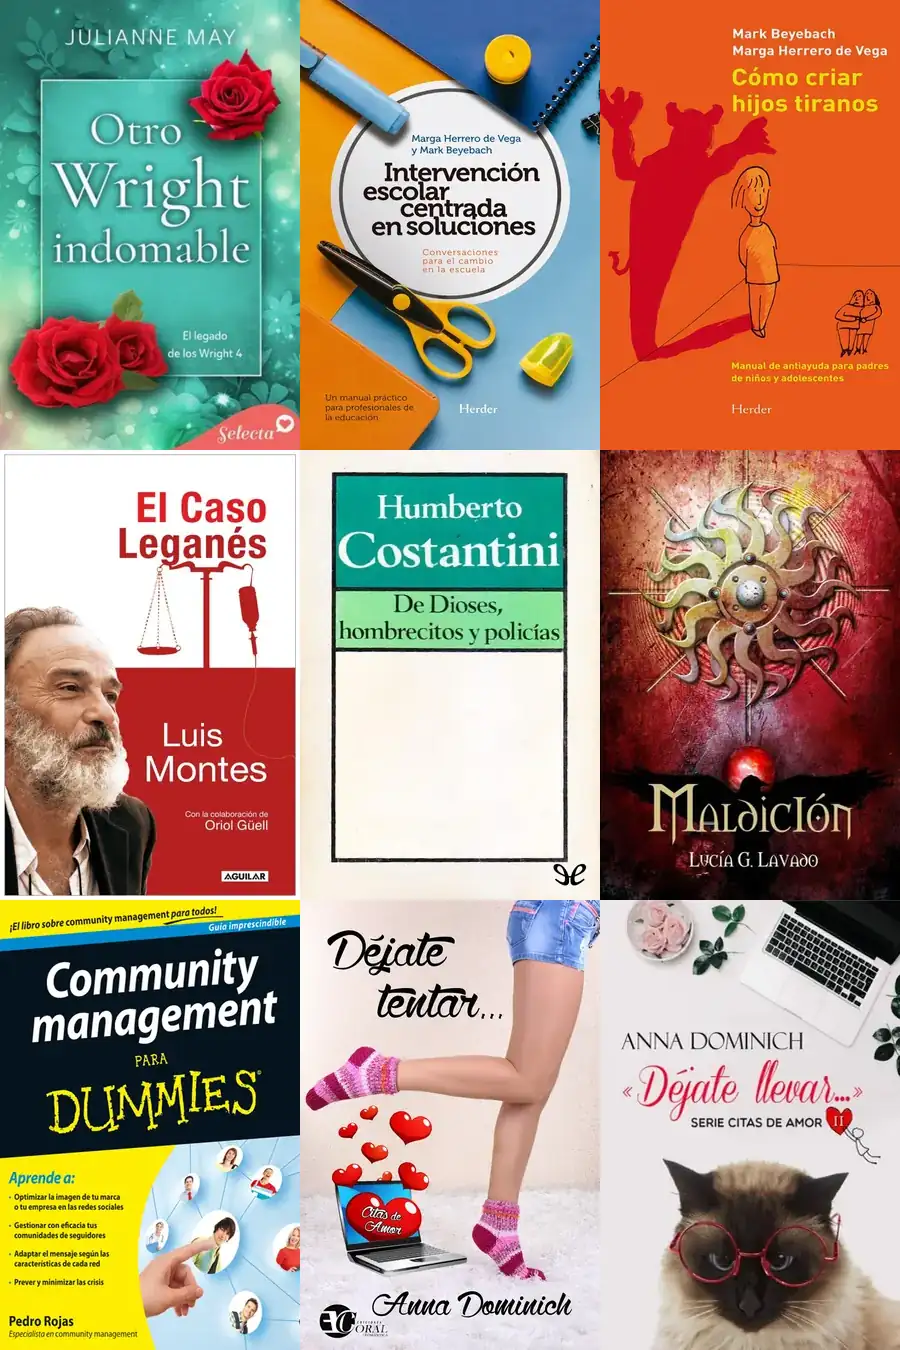 JULIANNE MAY
Otro
Wright
indomable
El legado
de los Wright 4
Selecta
Marga Herrero de Vega
y Mark Beyebach
Intervención
escolar
centrada
en soluciones
Conversaciones
para el cambio
en la escuela
Un manual práctico
para profesionales de
la educación
Herder
Mark Beyebach
Marga Herrero de Vega
Cómo criar
hijos tiranos
Manual de antiayuda para padres
de niños y adolescentes
Herder
El Caso
Leganés
Luis
Montes
Con la colaboración de
Oriol Güell
AGUILAR
Humberto
Costantini
De Dioses,
hombrecitos y policías
Maldición
Lucía G. Lavado
¡El libro sobre community management para todos!
Guía imprescindible
Community
management
PARA
DUMMIES®
Aprende a:
• Optimizar la imagen de tu marca
o tu empresa en las redes sociales
• Gestionar con eficacia tus
comunidades de seguidores
• Adaptar el mensaje según las
características de cada red
• Prever y minimizar las crisis
Pedro Rojas
Especialista en community management
Déjate
tentar...
Citas de
Amor
Anna Dominich
EC
CORAL
ANNA DOMINICH
«Déjate llevar...»
SERIE CITAS DE AMOR II